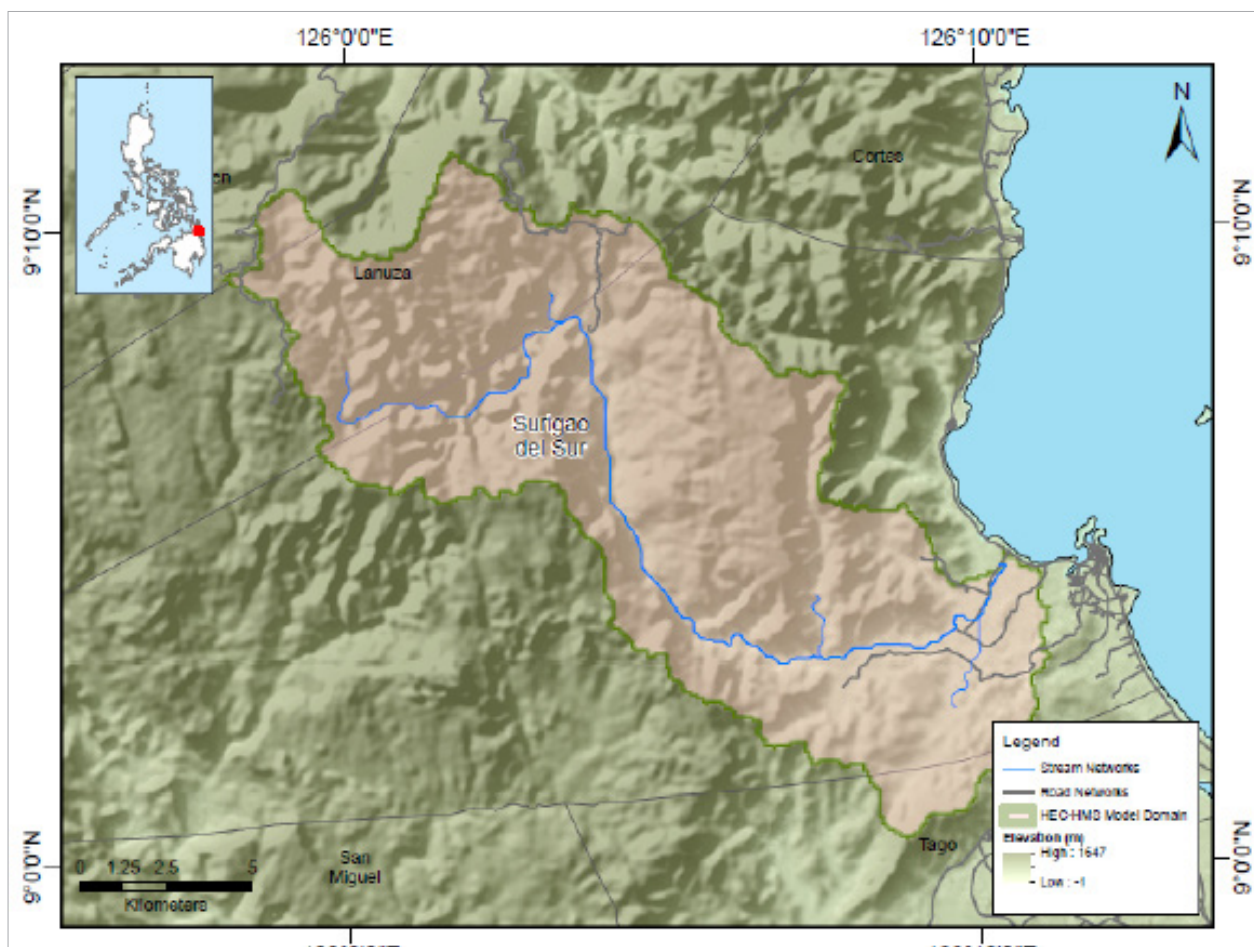 126°0'0"E
126°10'0"E
N
Cortes
en
9°10'0"N
9°10'0"N
Lanuza
Surigao
del Sur
Legend
Stream Networks
Road Networks
HEC-HMS Model Domain
Elevation (m)
High : 1647
Low : -1
Tago
San
Miguel
0 1.25 2.5 5
Kilometers
9°0'0"N
9°0'0"N